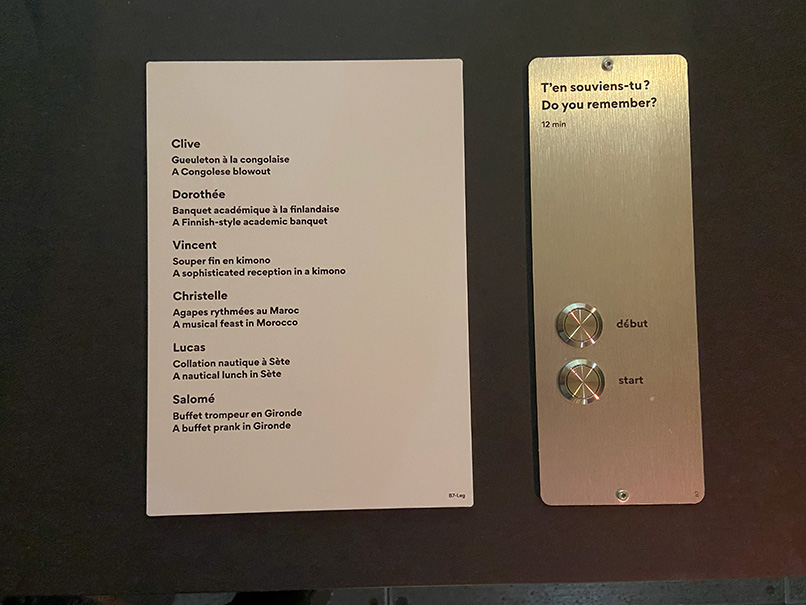 Clive
Gueuleton à la congolaise
A Congolese blowout
Dorothée
Banquet académique à la finlandaise
A Finnish-style academic banquet
Vincent
Souper fin en kimono
A sophisticated reception in a kimono
Christelle
Agapes rythmées au Maroc
A musical feast in Morocco
Lucas
Collation nautique à Sète
A nautical lunch in Sète
Salomé
Buffet trompeur en Gironde
A buffet prank in Gironde
B7-Leg
T'en souviens-tu ?
Do you remember?
12 min
début
start
B7